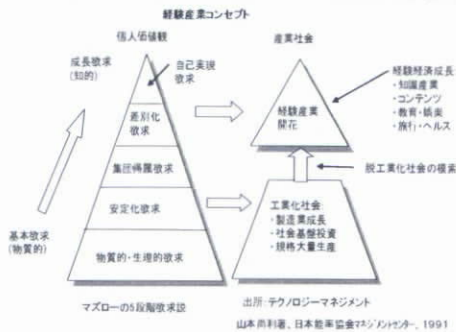 経験産業コンセプト
個人価値観
産業社会
成長欲求
(知的)
自己実現
欲求
差別化
欲求
集団帰属欲求
安定化欲求
物質的・生理的欲求
基本欲求
(物質的)
マズローの5段階欲求説
経験産業
開花
経験経済成長:
・知識産業
・コンテンツ
・教育・娯楽
・旅行・ヘルス
脱工業化社会の模索
工業化社会:
・製造業成長
・社会基盤投資
・規格大量生産
出所:テクノロジーマネジメント
山本尚利著、日本能率協会マネジメントセンター、1991